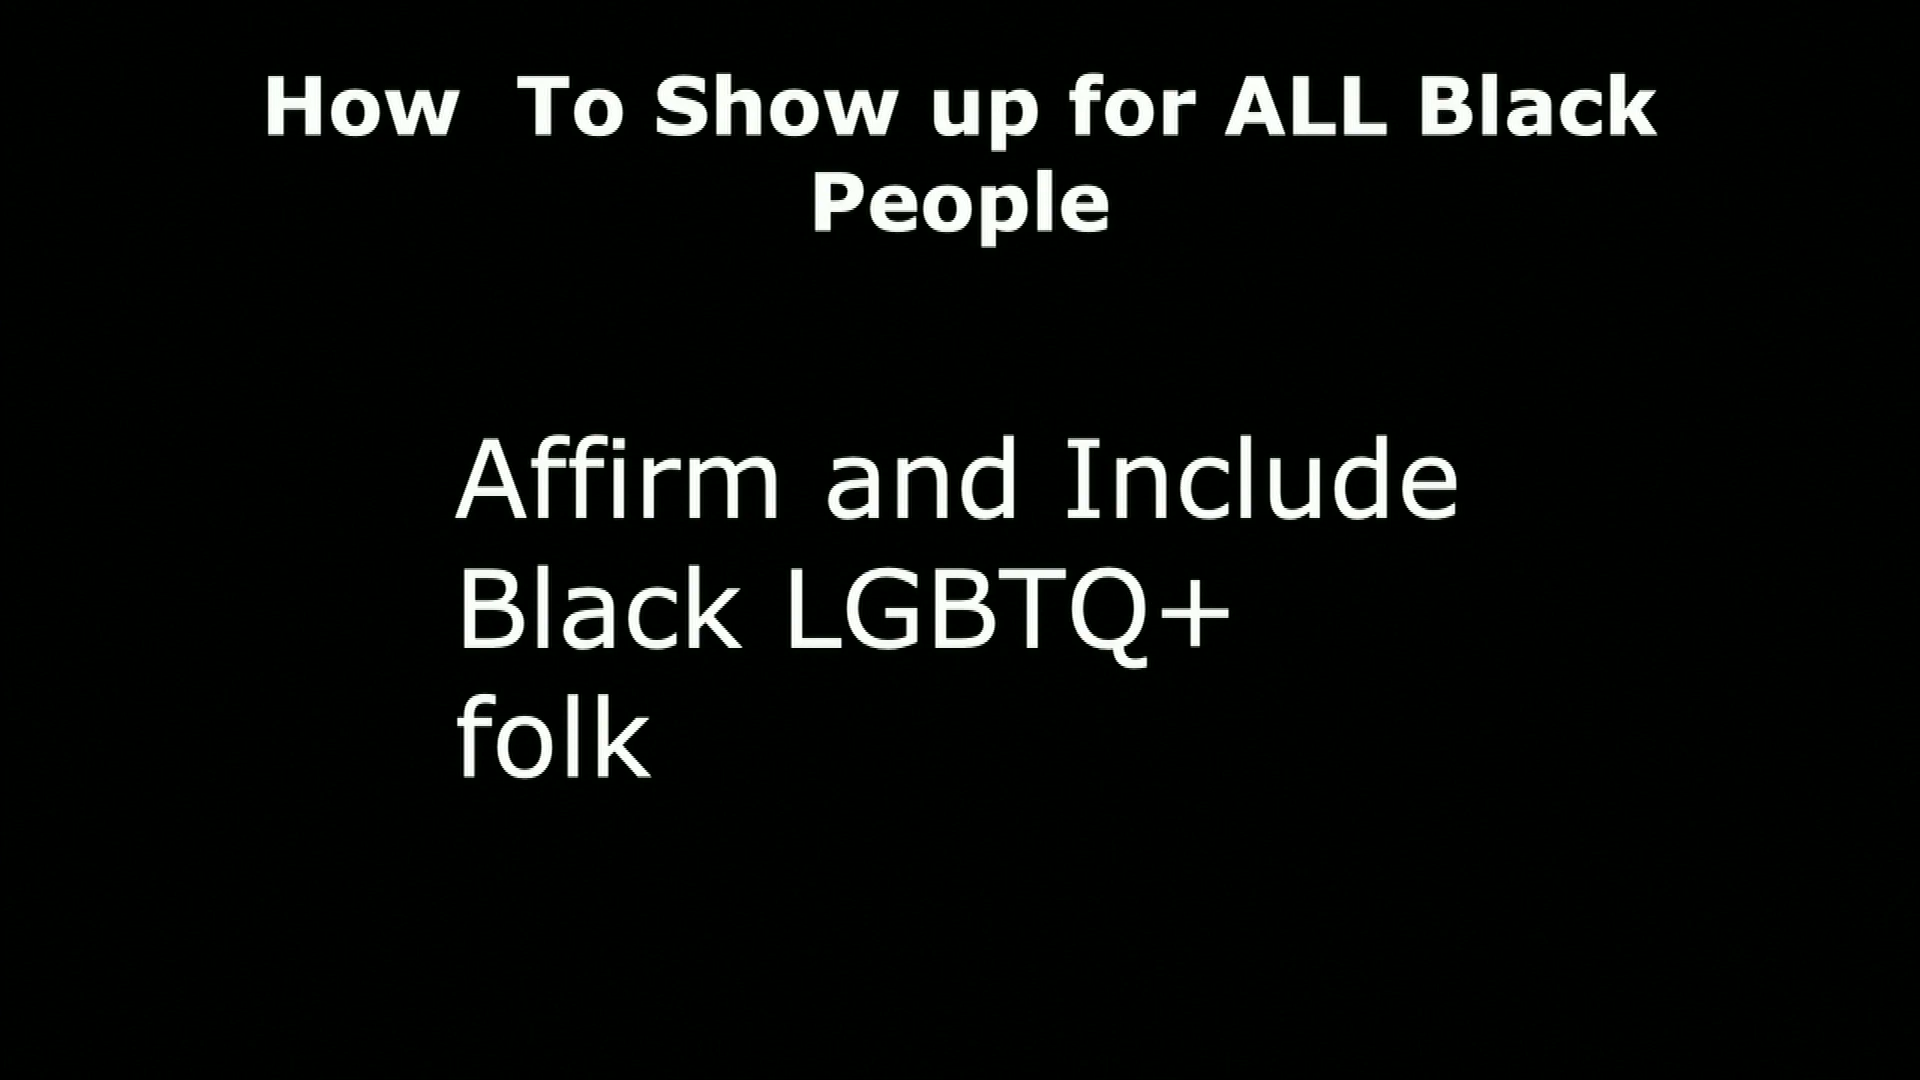 How  To Show up for ALL Black
People
Affirm and Include
Black LGBTQ+
folk